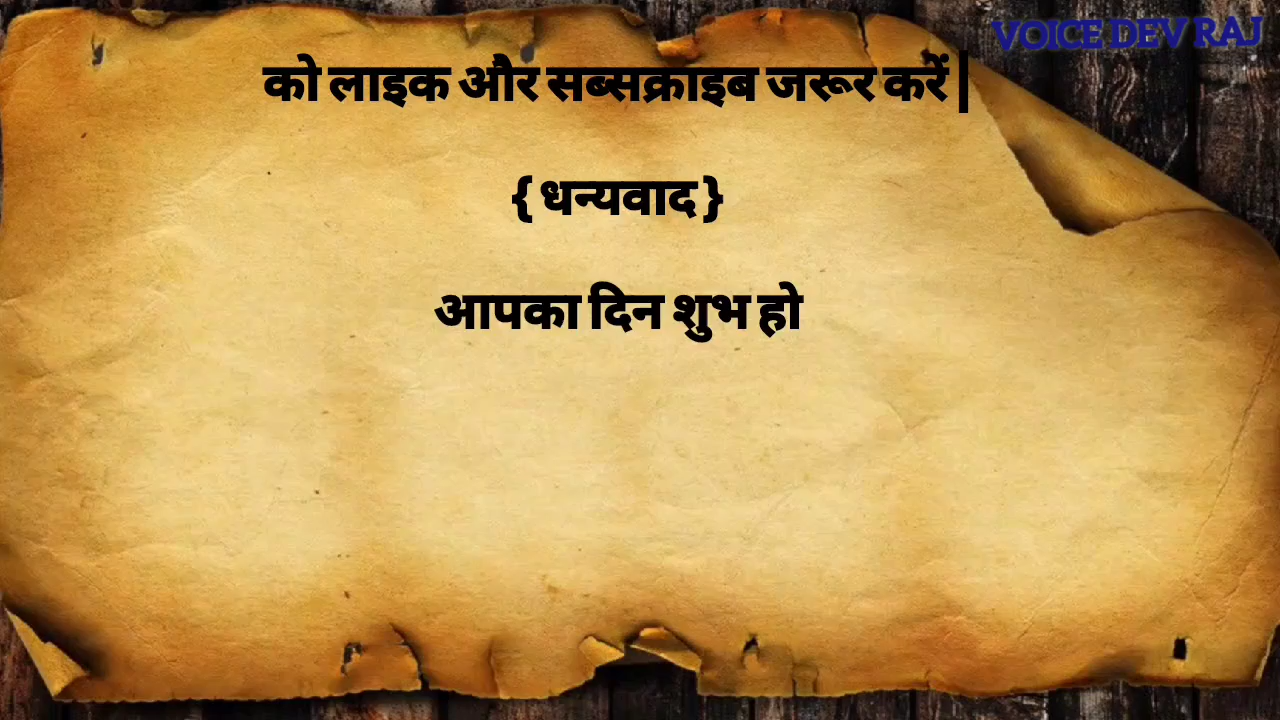 VOICE DEV RAJ
को लाइक और सब्सक्राइब जरूर करें |
{ धन्यवाद }
आपका दिन शुभ हो